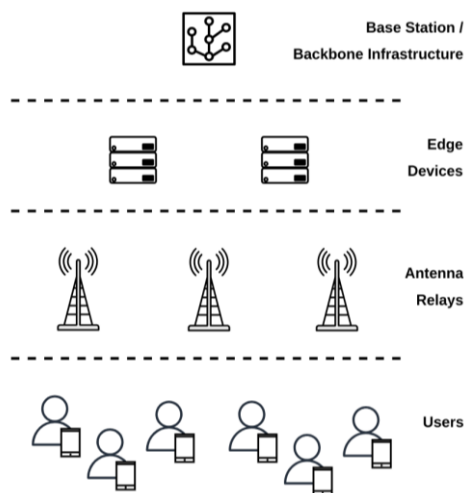 Base Station /
Backbone Infrastructure
Edge
Devices
Antenna
Relays
Users